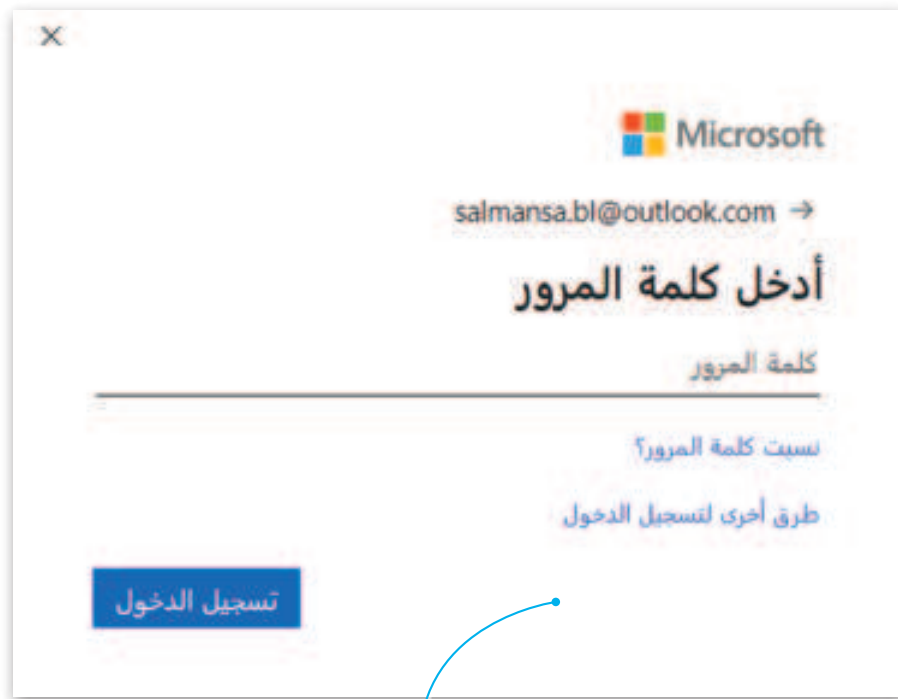 Microsoft
salmansa.bl@outlook.com →
أدخل كلمة المرور
كلمة المرور
نسيت كلمة المرور؟
طرق أخرى لتسجيل الدخول
تسجيل الدخول